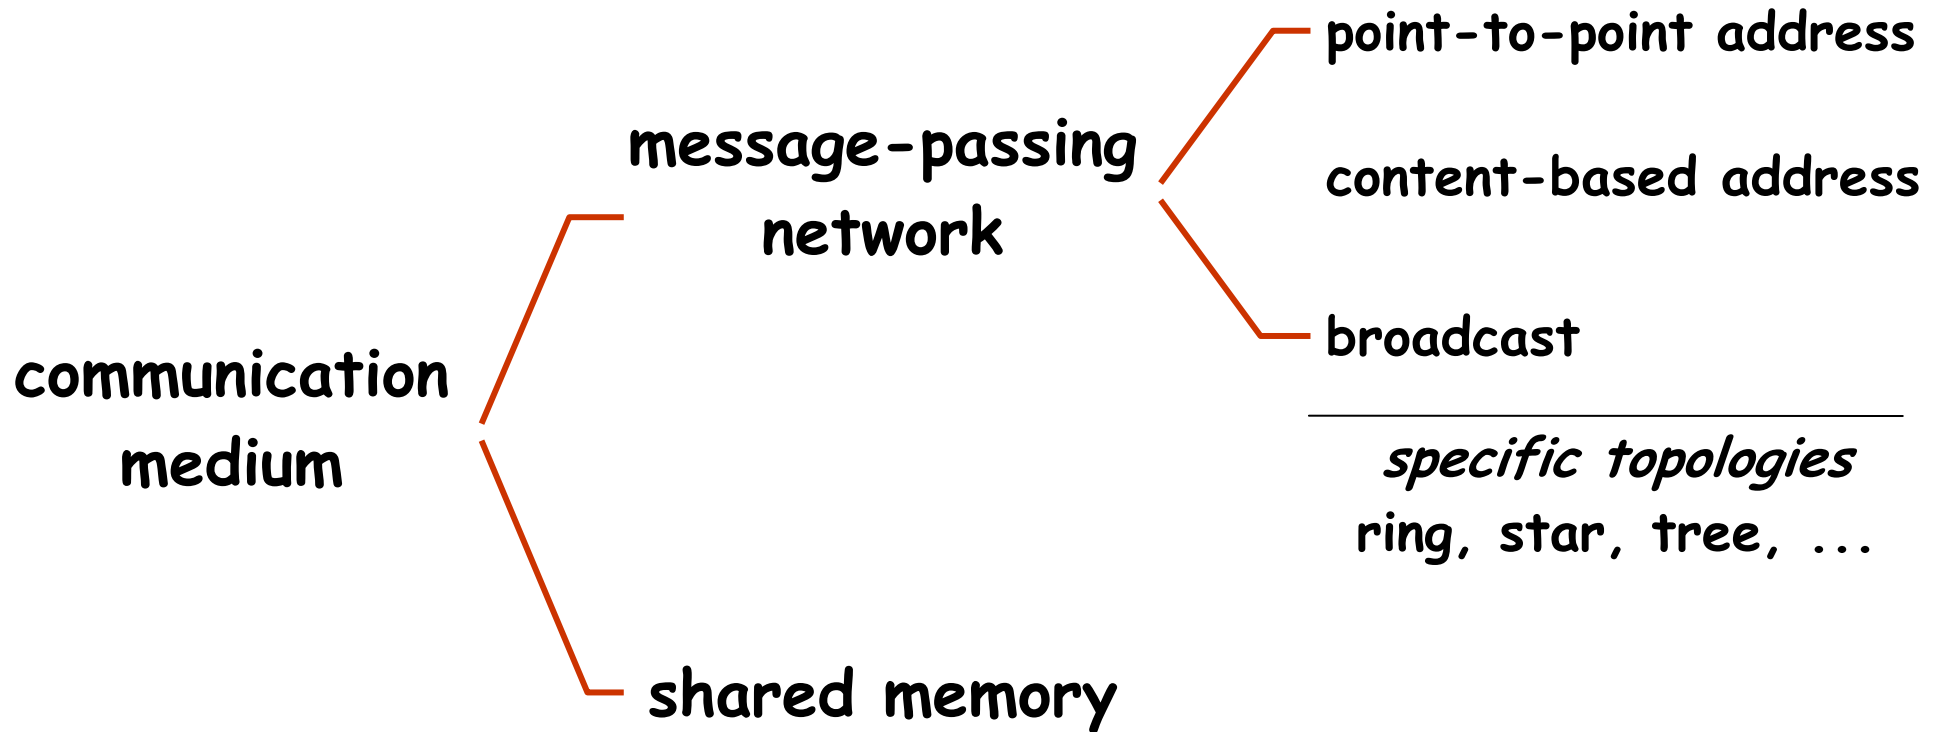 point-to-point address
message-passing
network
content-based address
broadcast
communication
medium
specific topologies
ring, star, tree, ...
shared memory